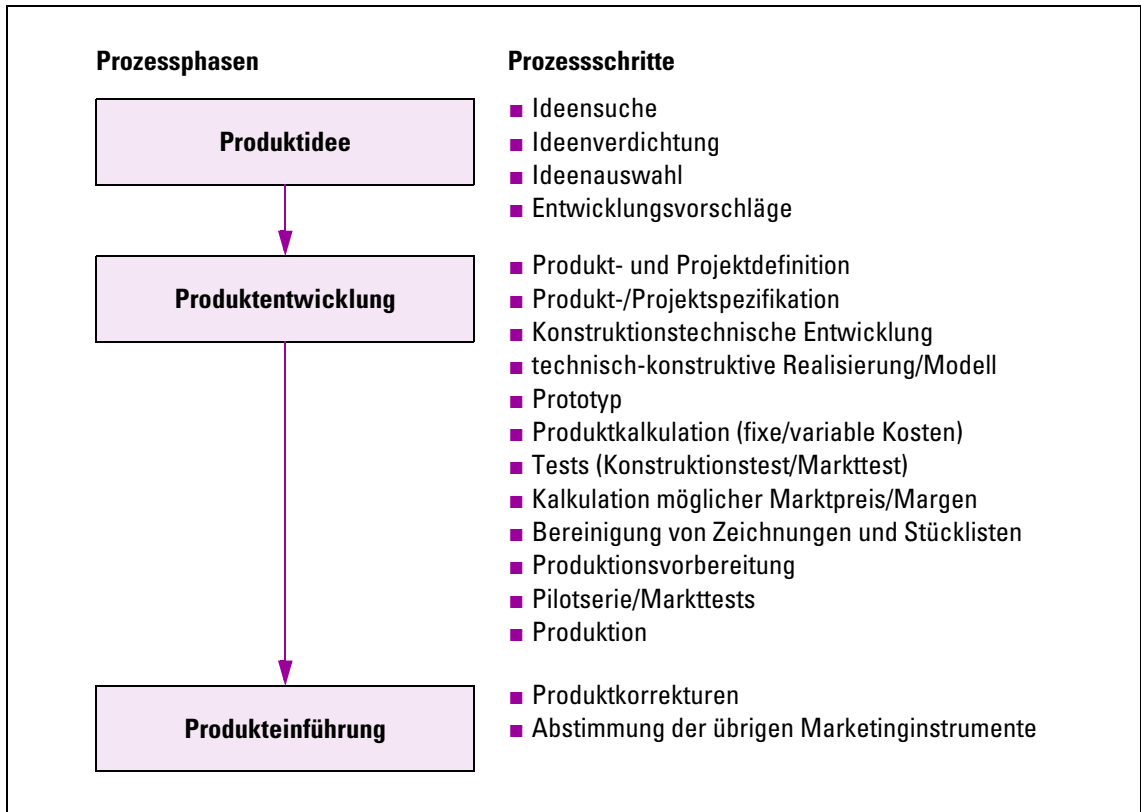 Prozessphasen
Prozessschritte
Produktidee
■ Ideensuche
■ Ideenverdichtung
■ Ideenauswahl
■ Entwicklungsvorschläge
Produktentwicklung
■ Produkt- und Projektdefinition
■ Produkt-/Projektspezifikation
■ Konstruktionstechnische Entwicklung
■ technisch-konstruktive Realisierung/Modell
■ Prototyp
■ Produktkalkulation (fixe/variable Kosten)
■ Tests (Konstruktionstest/Markttest)
■ Kalkulation möglicher Marktpreis/Margen
■ Bereinigung von Zeichnungen und Stücklisten
■ Produktionsvorbereitung
■ Pilotserie/Markttests
■ Produktion
Produkteinführung
■ Produktkorrekturen
■ Abstimmung der übrigen Marketinginstrumente